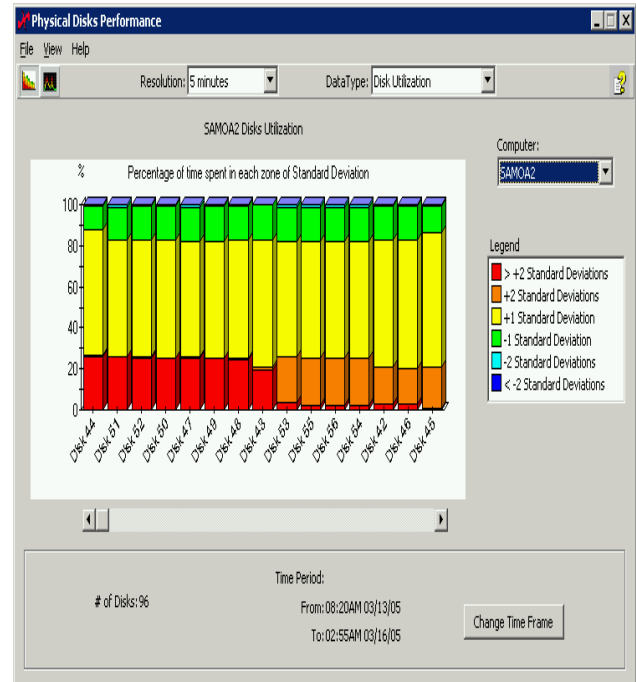 Physical Disks Performance
File View Help
Resolution: 5 minutes DataType: Disk Utilization
SAMOA2 Disks Utilization
Computer:
SAMOA2
% Percentage of time spent in each zone of Standard Deviation
100
80
60
40
20
0
Disk 44 Disk 51 Disk 52 Disk 50 Disk 47 Disk 49 Disk 48 Disk 43 Disk 53 Disk 55 Disk 56 Disk 54 Disk 42 Disk 46 Disk 45
Legend
> +2 Standard Deviations
+2 Standard Deviations
+1 Standard Deviation
-1 Standard Deviation
-2 Standard Deviations
< -2 Standard Deviations
Time Period:
# of Disks: 96
From: 08:20AM 03/13/05
To: 02:55AM 03/16/05
Change Time Frame